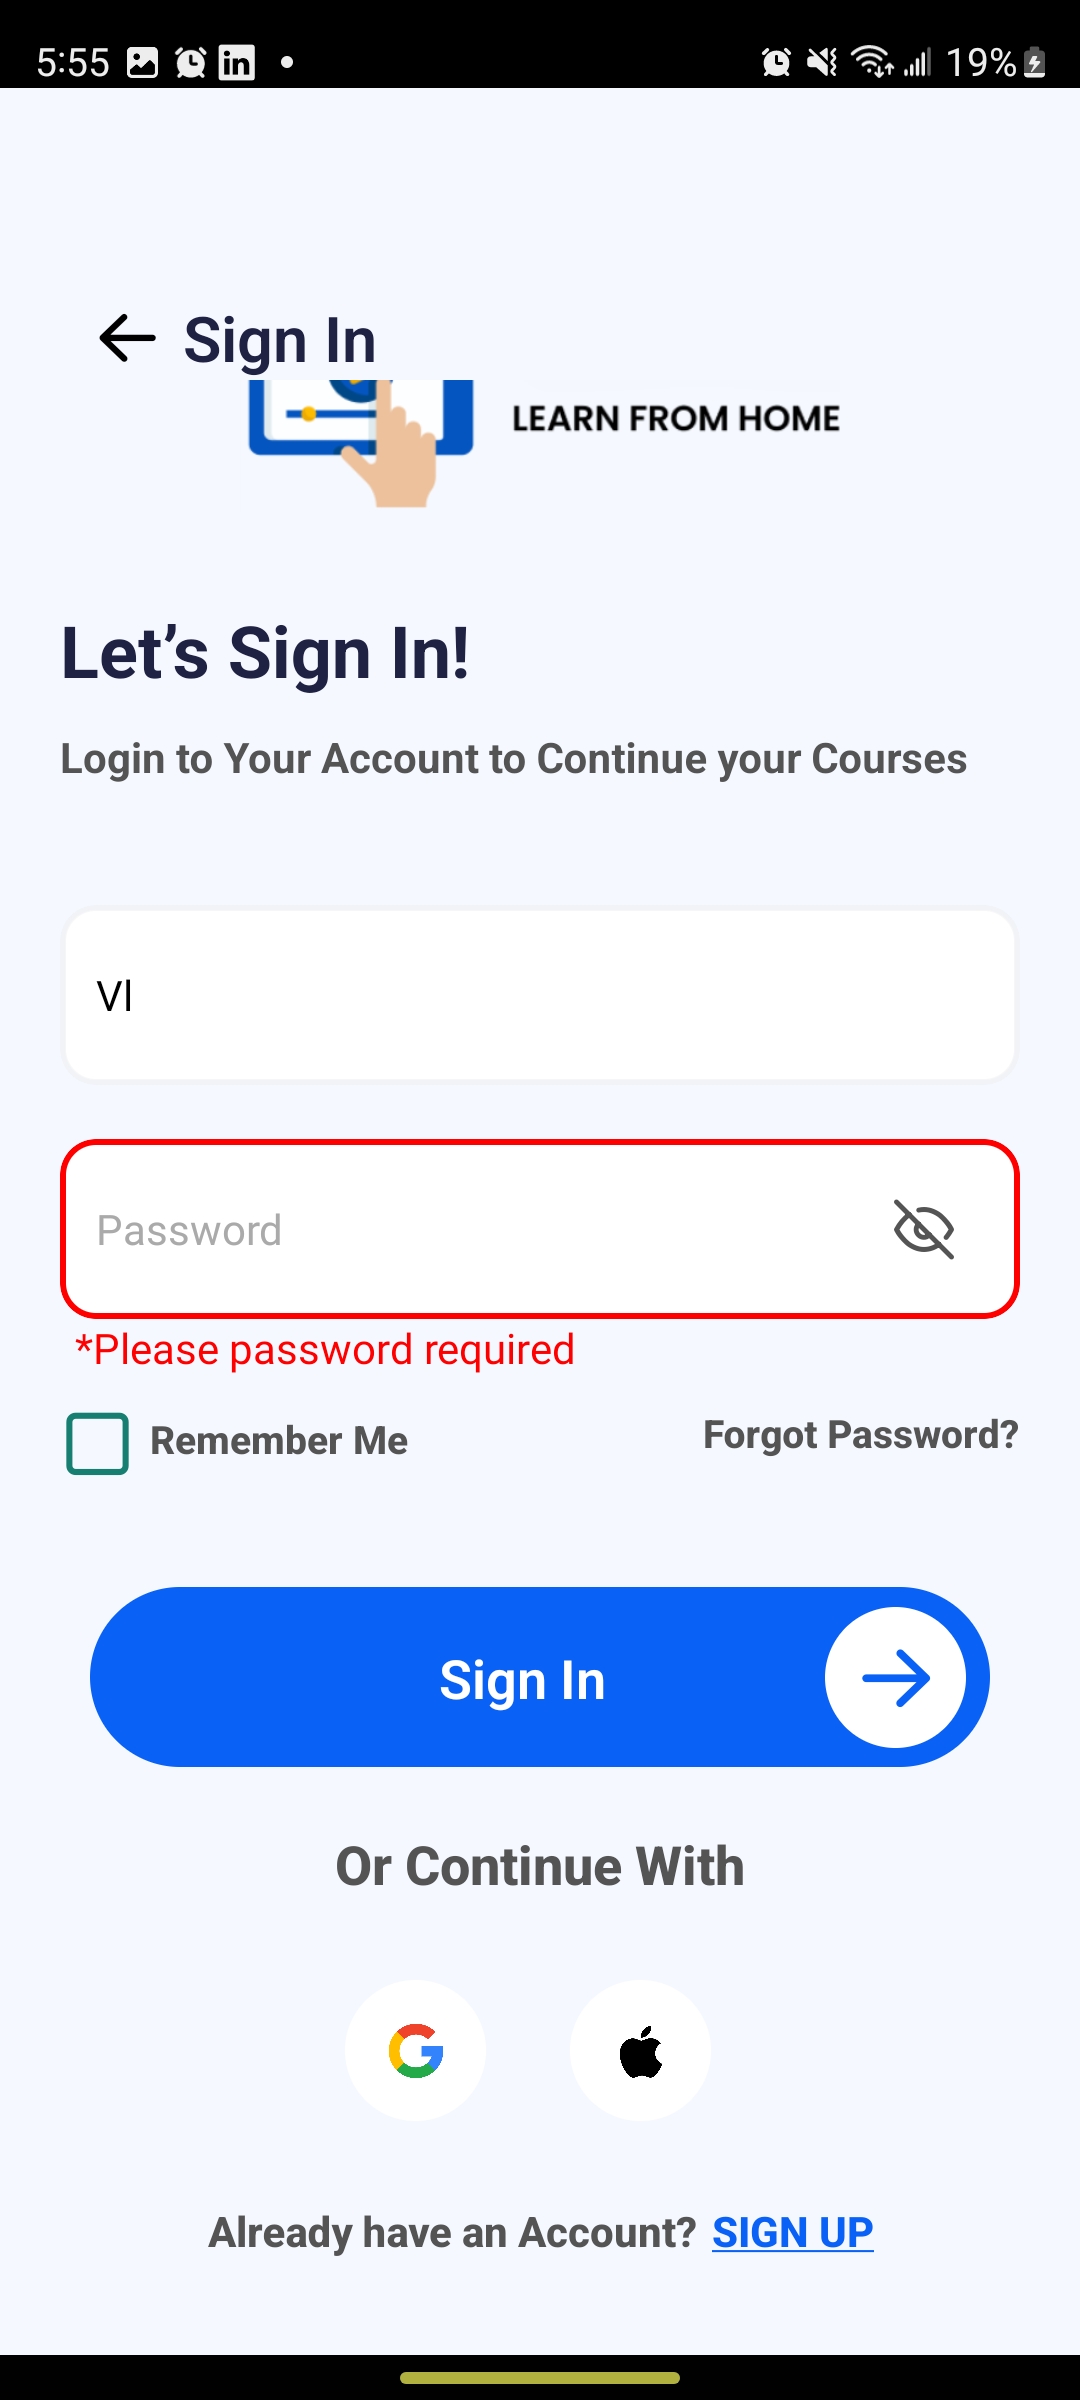 5:55 in 19%
Sign In
LEARN FROM HOME
Let's Sign In!
Login to Your Account to Continue your Courses
Vl
Password
*Please password required
Remember Me Forgot Password?
Sign In
Or Continue With
Already have an Account? SIGN UP